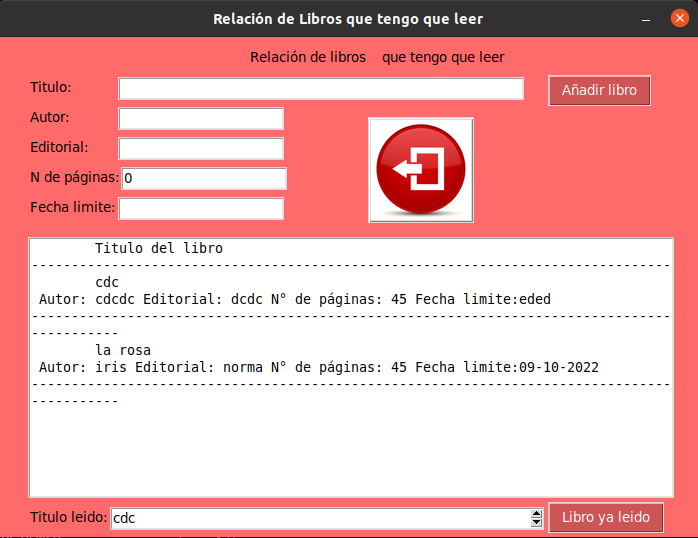 Relación de Libros que tengo que leer
Relación de libros    que tengo que leer
Titulo:
Añadir libro
Autor:
Editorial:
N de páginas: 0
Fecha limite:
Titulo del libro
--------------------------------------------------------------------------------
cdc
Autor: cdcdc Editorial: dcdc N° de páginas: 45 Fecha limite:eded
--------------------------------------------------------------------------------
-----------
la rosa
Autor: iris Editorial: norma N° de páginas: 45 Fecha limite:09-10-2022
--------------------------------------------------------------------------------
-----------
Titulo leido: cdc
Libro ya leido